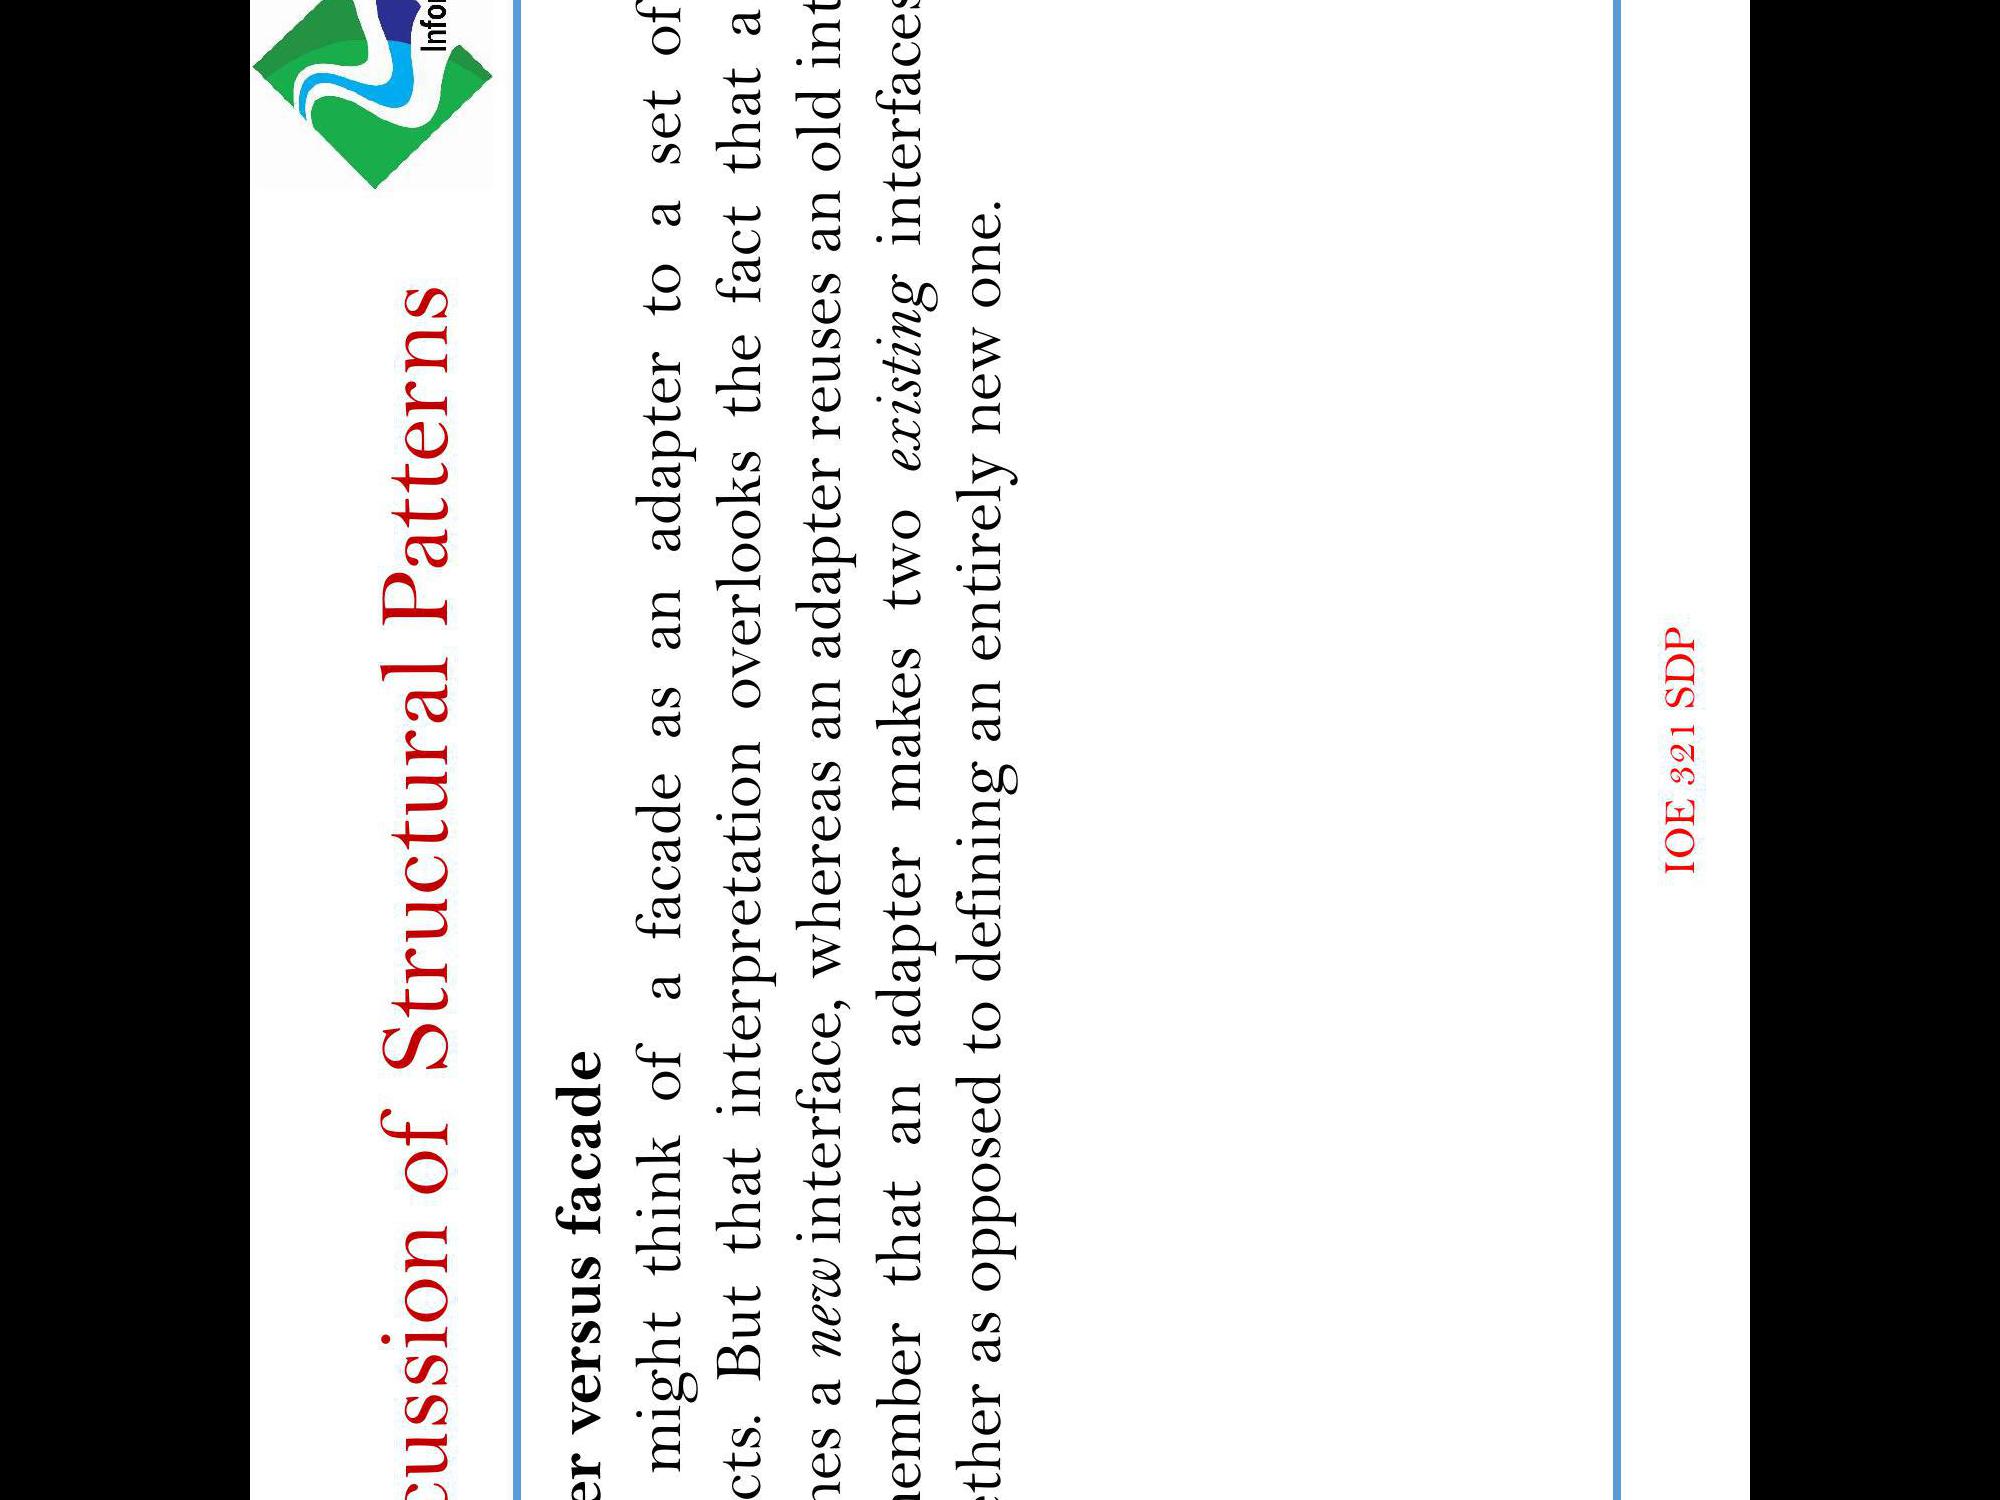 cussion of Structural Patterns
Infor
er versus facade
might think of a facade as an adapter to a set of
cts. But that interpretation overlooks the fact that a
nes a new interface, whereas an adapter reuses an old int
nember that an adapter makes two existing interfaces
ether as opposed to defining an entirely new one.
IOE 321 SDP